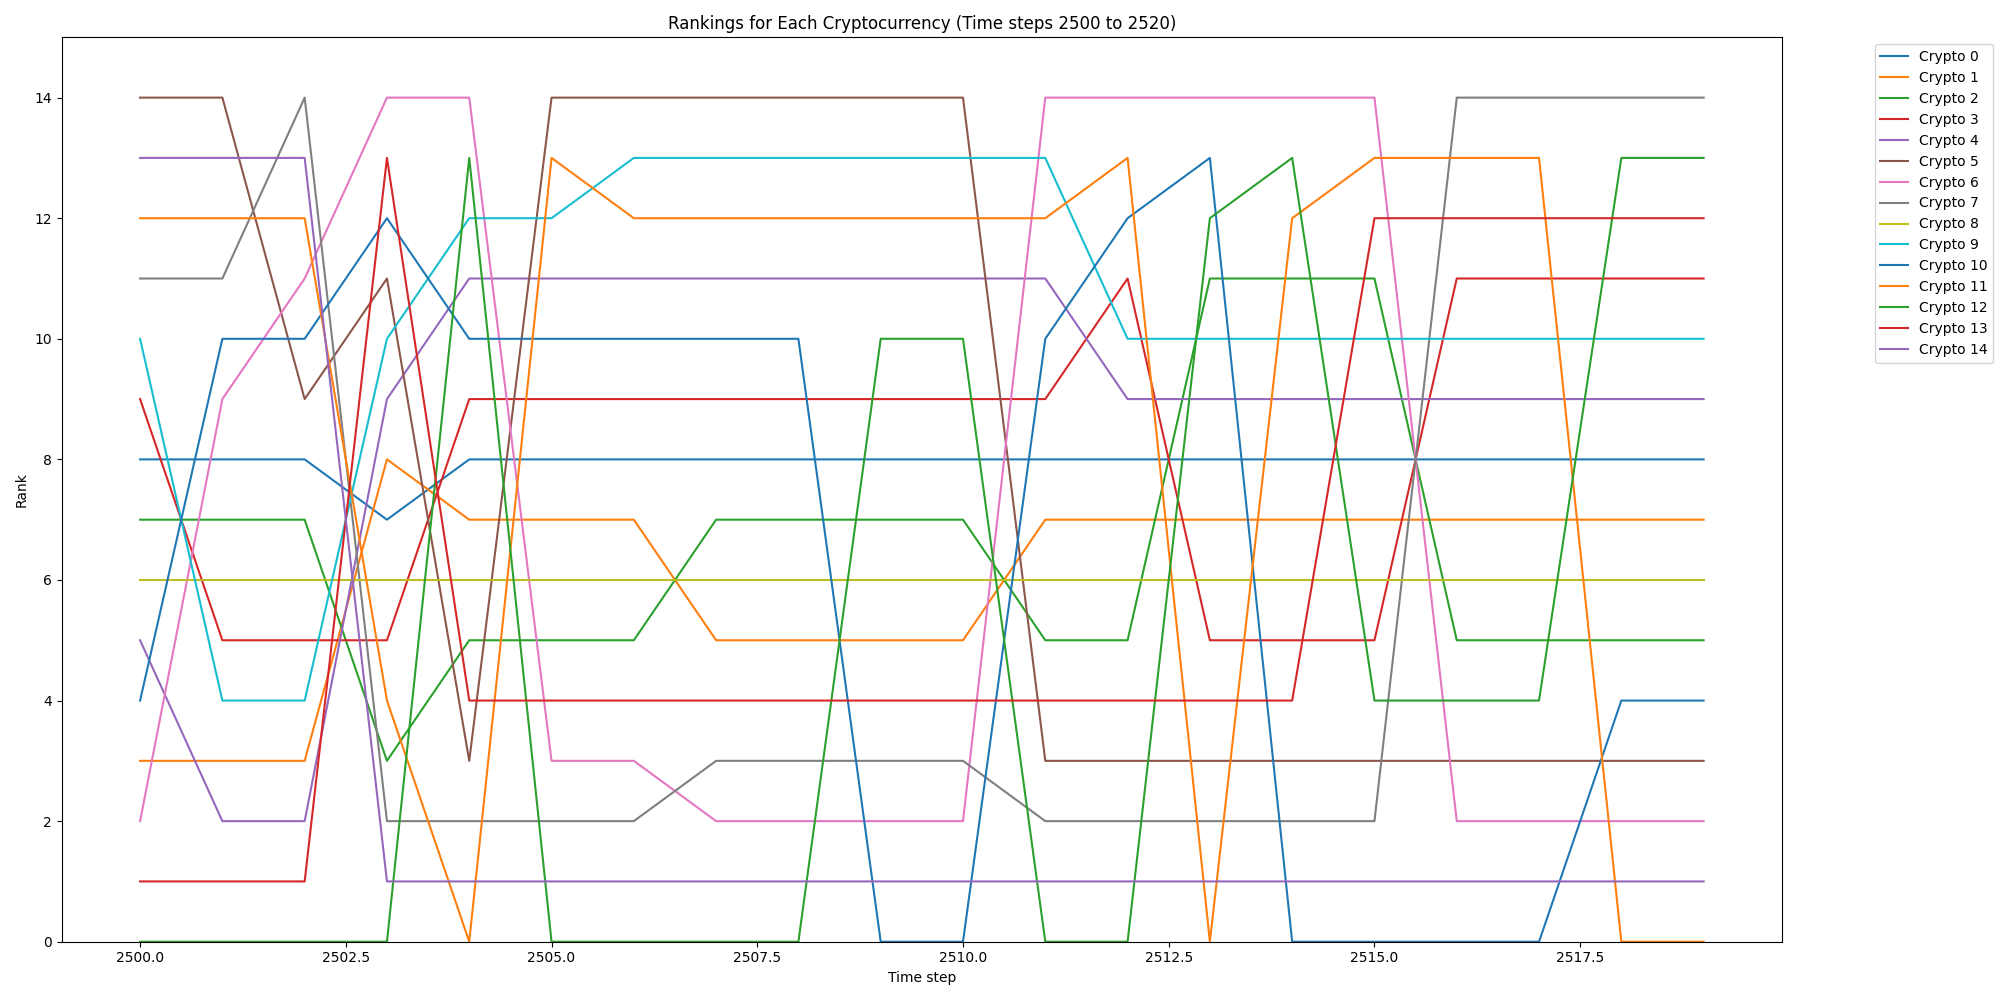 Rankings for Each Cryptocurrency (Time steps 2500 to 2520)
Rank
14
12
10
8
6
4
2
0
2500.0 2502.5 2505.0 2507.5 2510.0 2512.5 2515.0 2517.5
Time step
Crypto 0
Crypto 1
Crypto 2
Crypto 3
Crypto 4
Crypto 5
Crypto 6
Crypto 7
Crypto 8
Crypto 9
Crypto 10
Crypto 11
Crypto 12
Crypto 13
Crypto 14